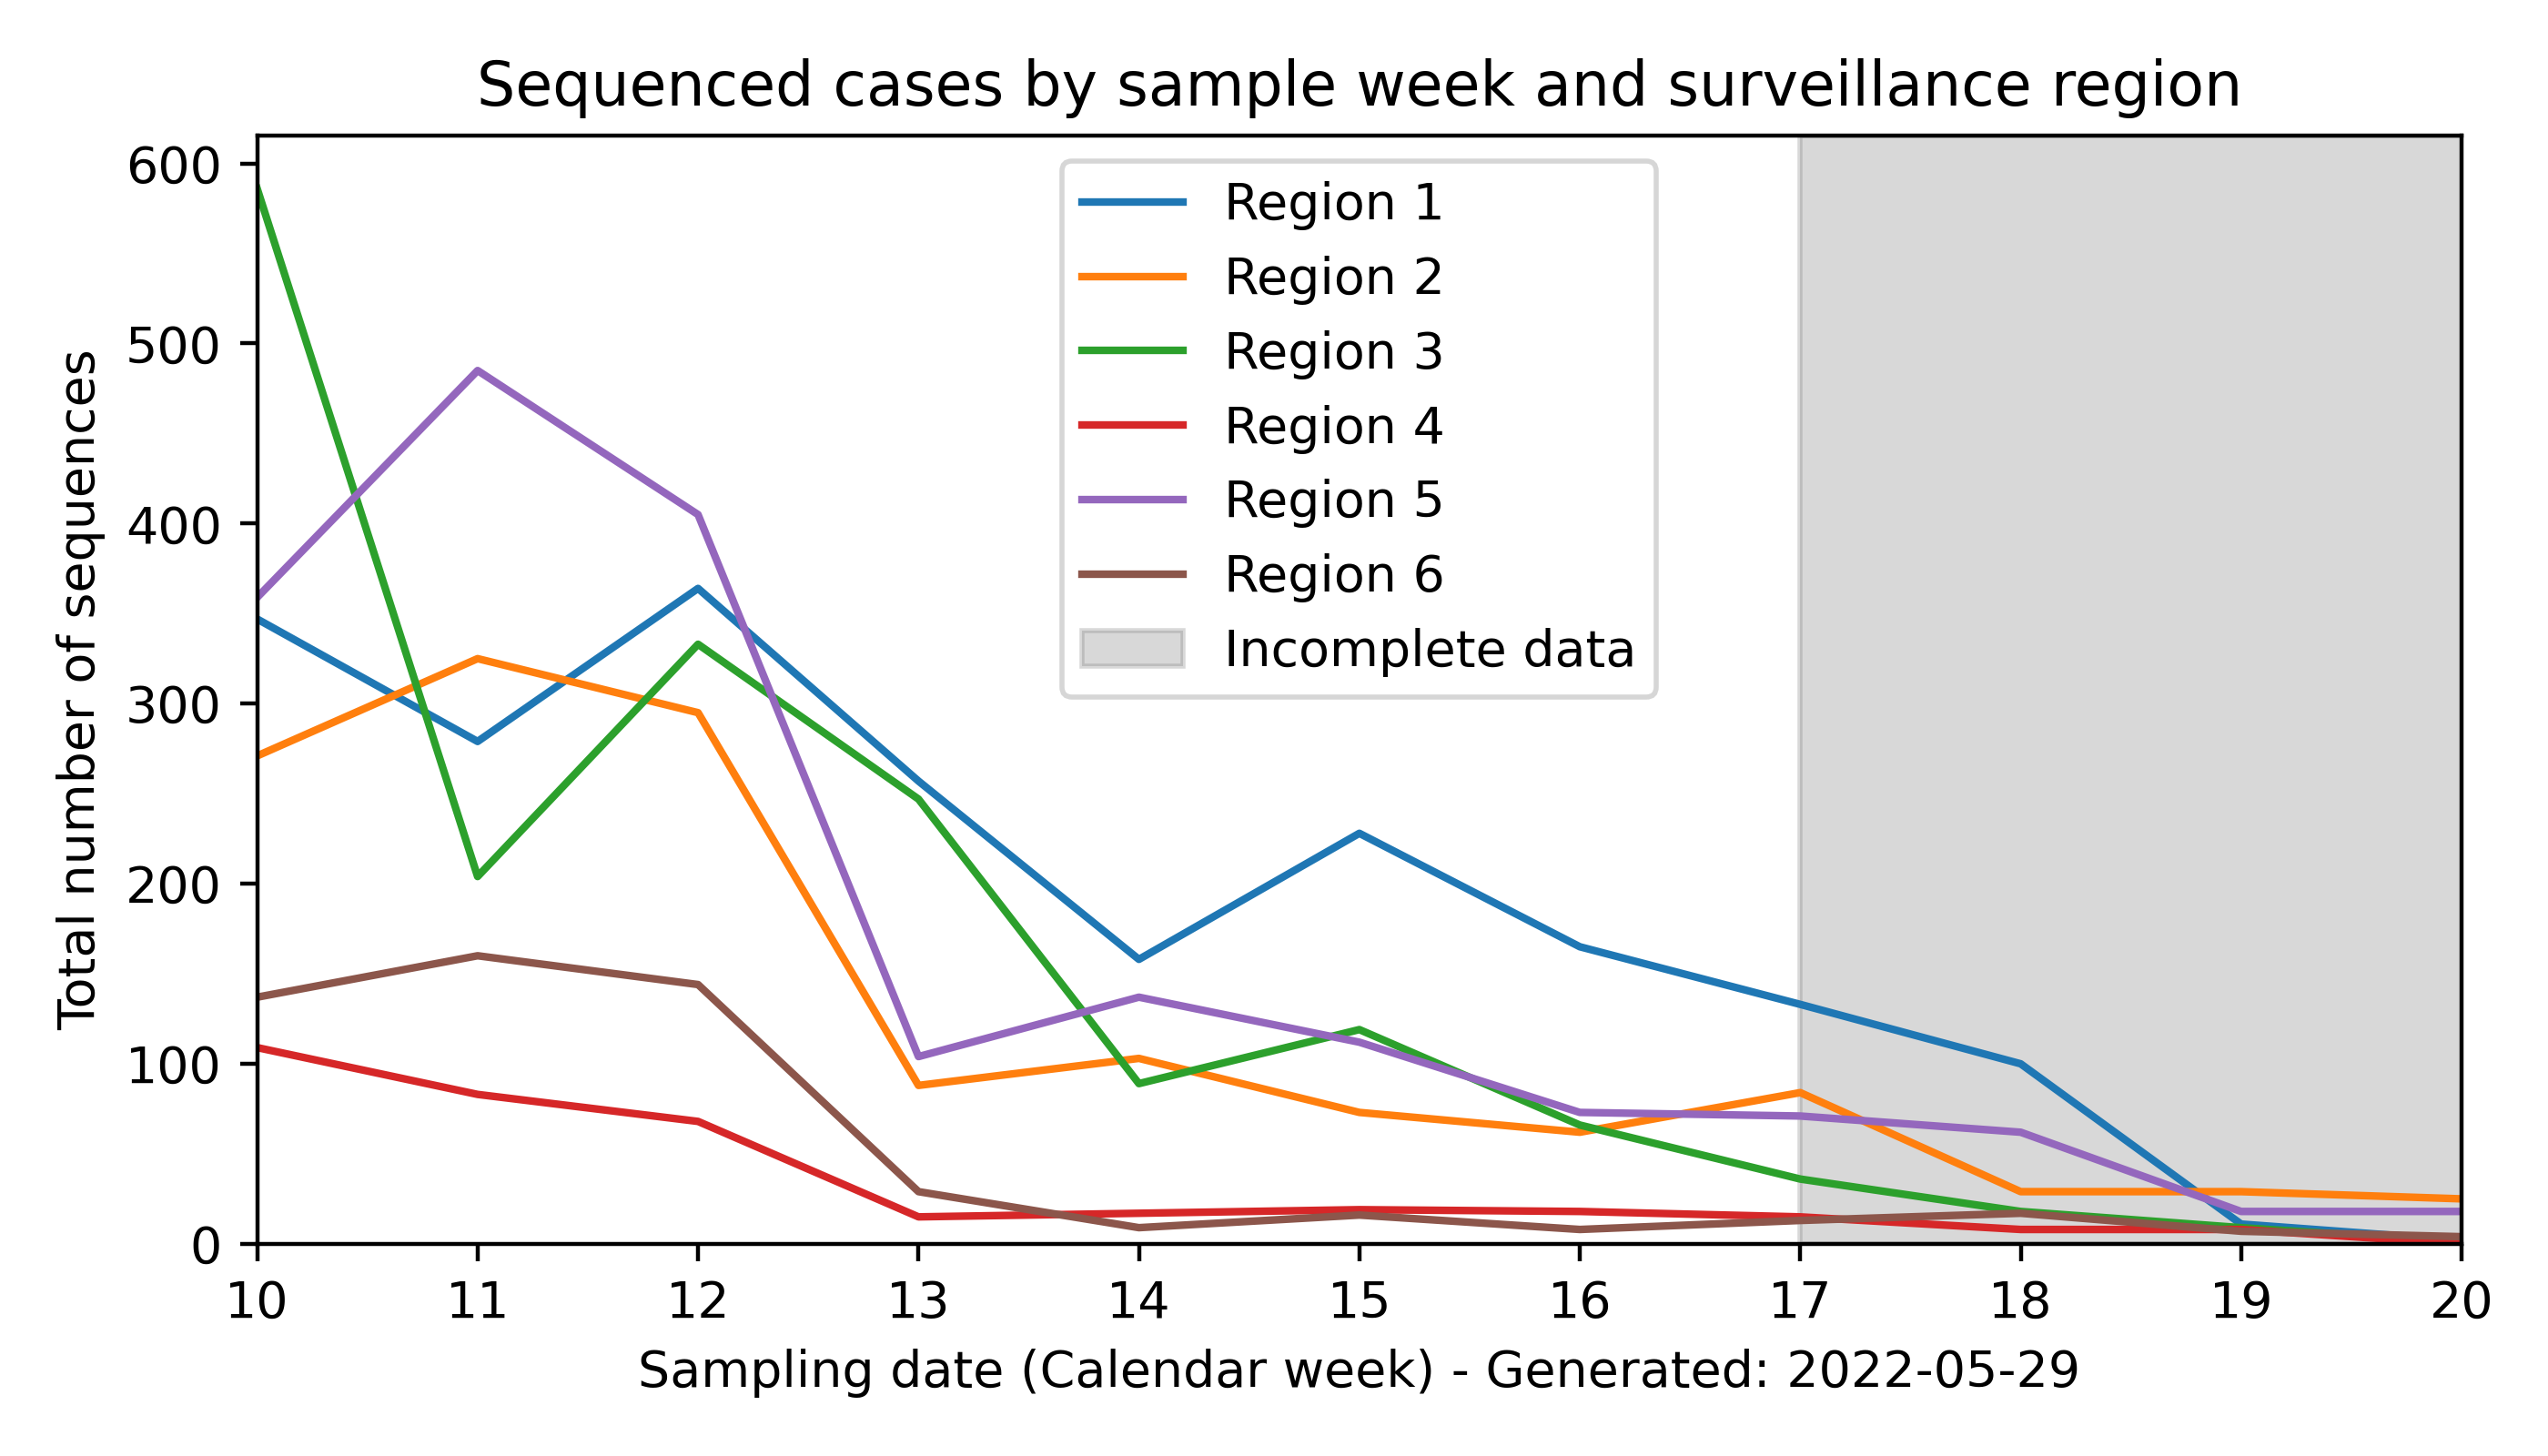 Sequenced cases by sample week and surveillance region
Total number of sequences
600
500
400
300
200
100
0
Region 1
Region 2
Region 3
Region 4
Region 5
Region 6
Incomplete data
10 11 12 13 14 15 16 17 18 19 20
Sampling date (Calendar week) - Generated: 2022-05-29